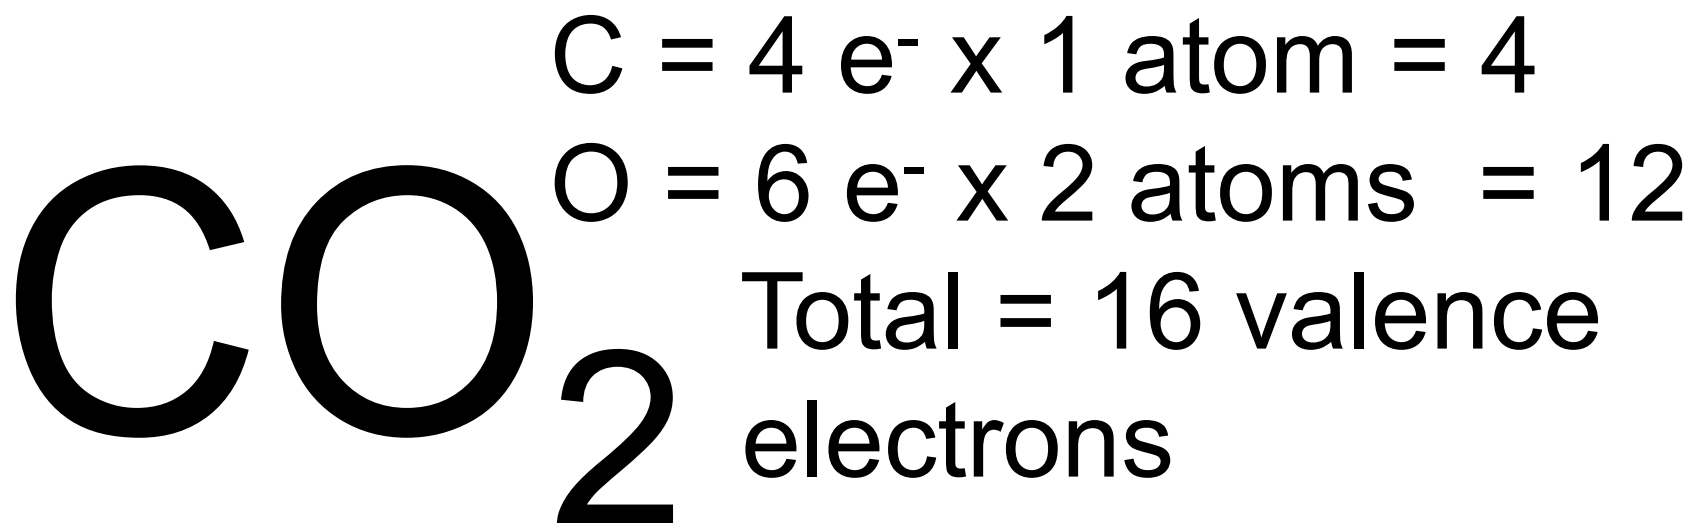 CO2
C = 4 e- x 1 atom = 4
O = 6 e- x 2 atoms = 12
Total = 16 valence
electrons